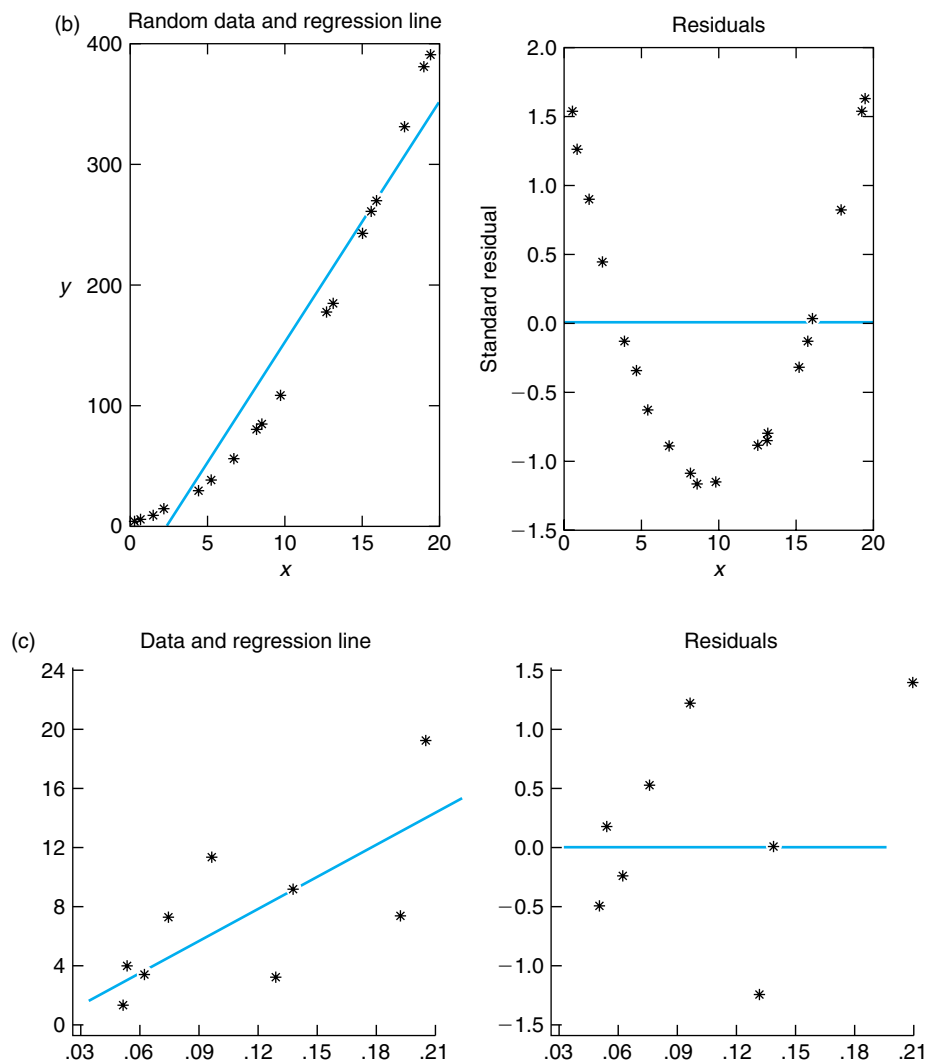 (b)
Random data and regression line
400
300
y
200
100
0
0 5 10 15 20
x
Residuals
2.0
1.5
1.0
0.5
Standard residual
0.0
−0.5
−1.0
−1.5
0 5 10 15 20
x
(c)
Data and regression line
24
20
16
12
8
4
0
.03 .06 .09 .12 .15 .18 .21
Residuals
1.5
1.0
0.5
0.0
−0.5
−1.0
−1.5
.03 .06 .09 .12 .15 .18 .21